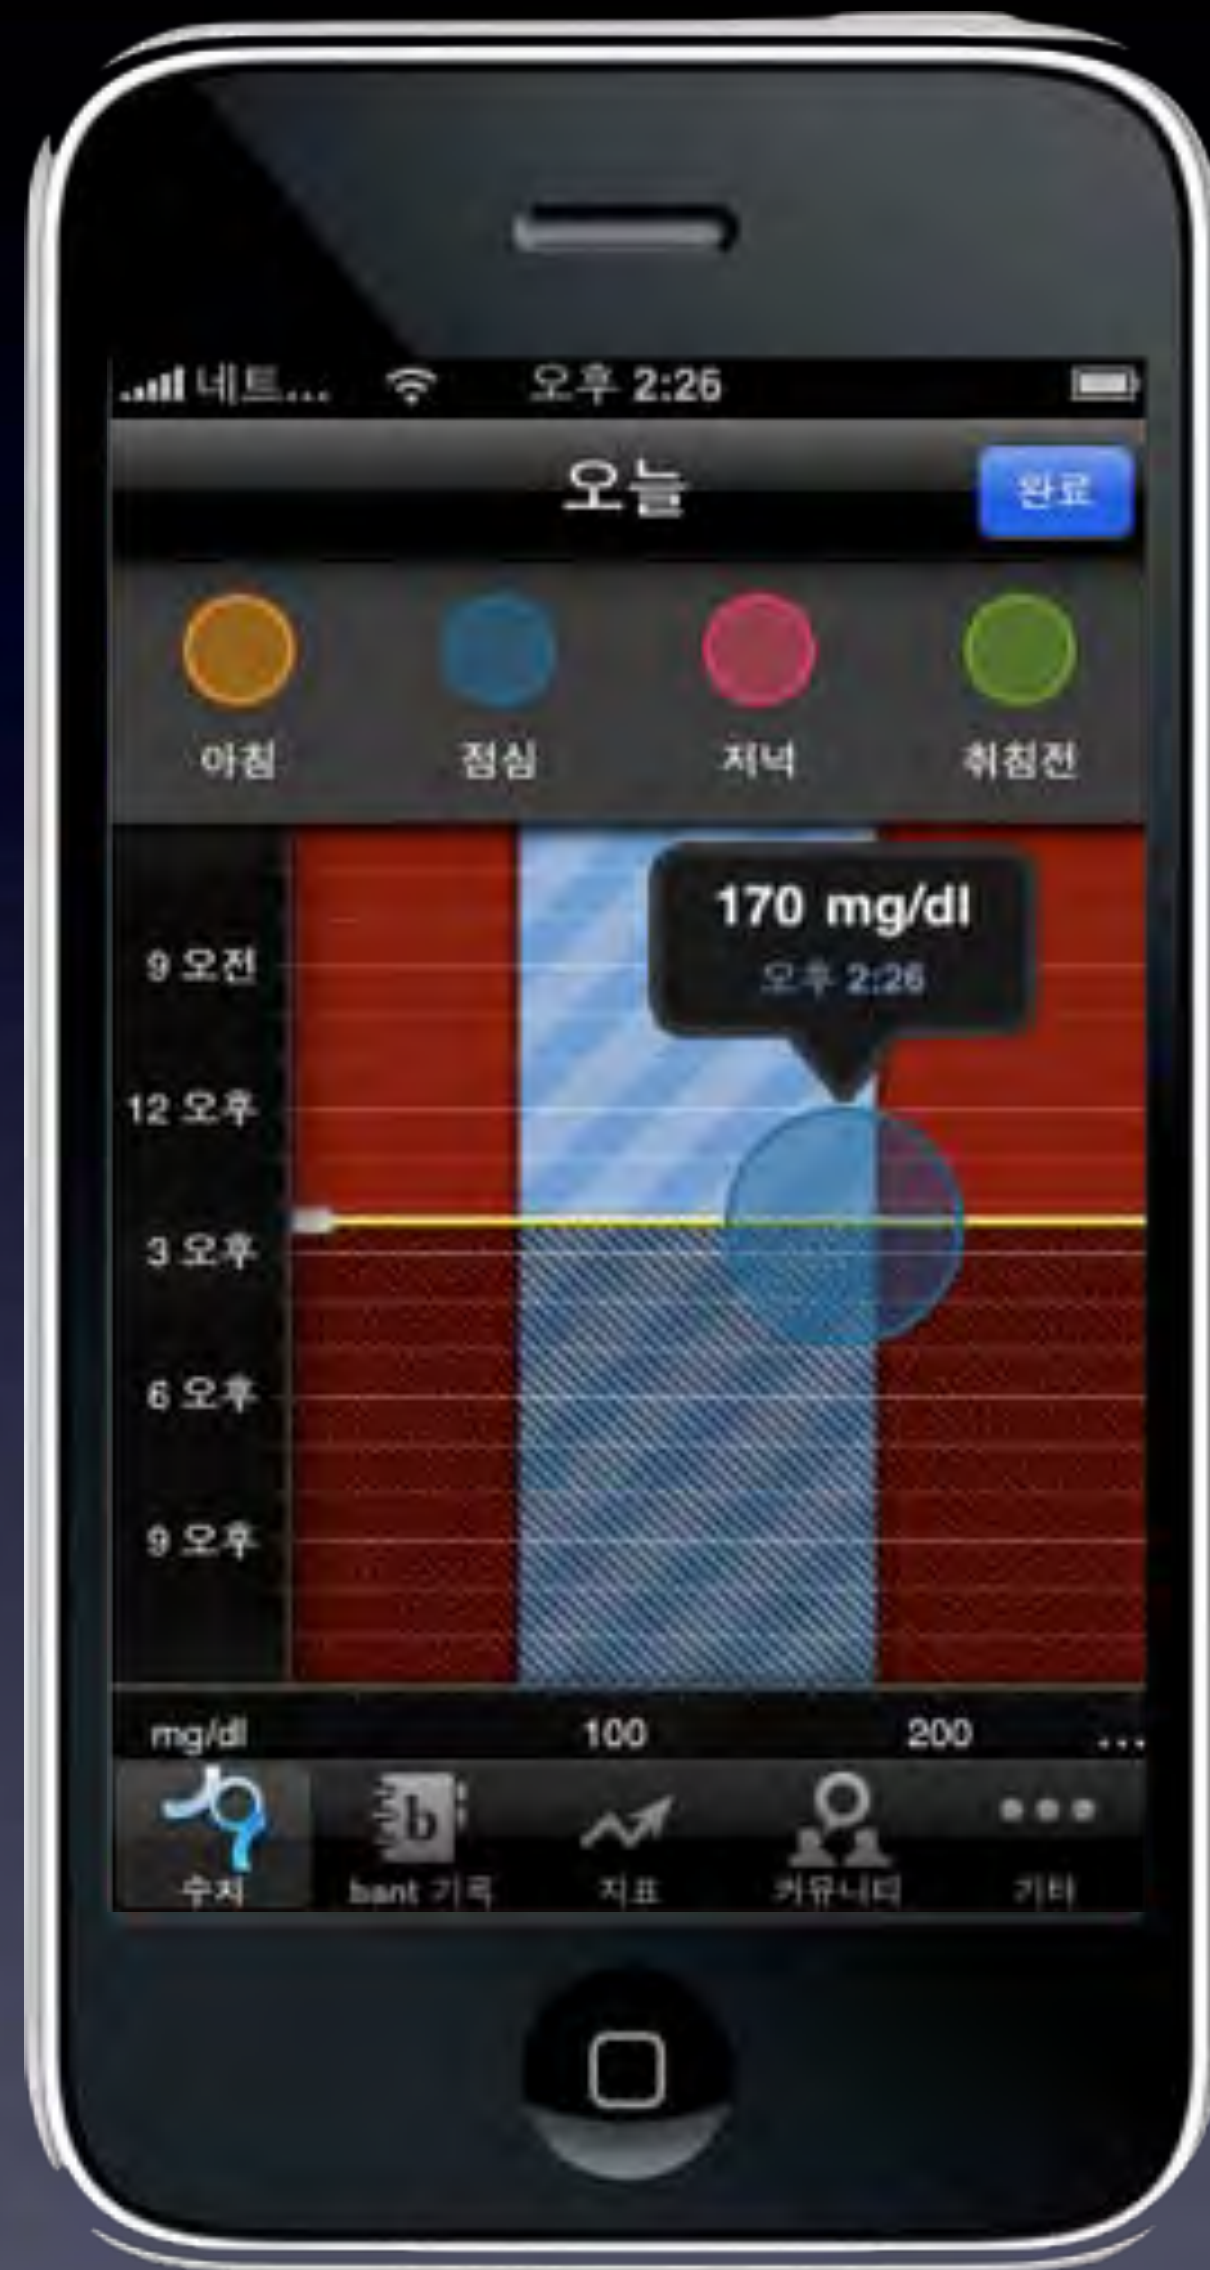 네트... 오후 2:26
오늘
완료
아침 점심 저녁 취침전
170 mg/dl
오후 2:26
9 오전
12 오후
3 오후
6 오후
9 오후
mg/dl 100 200 ...
b
수치 bant 기록 지표 커뮤니티 기타